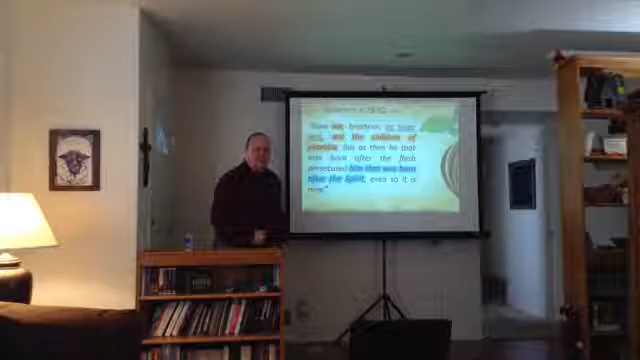 "Now we, brethren, as Isaac
was, are the children of
promise. But as then he that
was born after the flesh
persecuted him that was born
after the Spirit, even so it is
now."